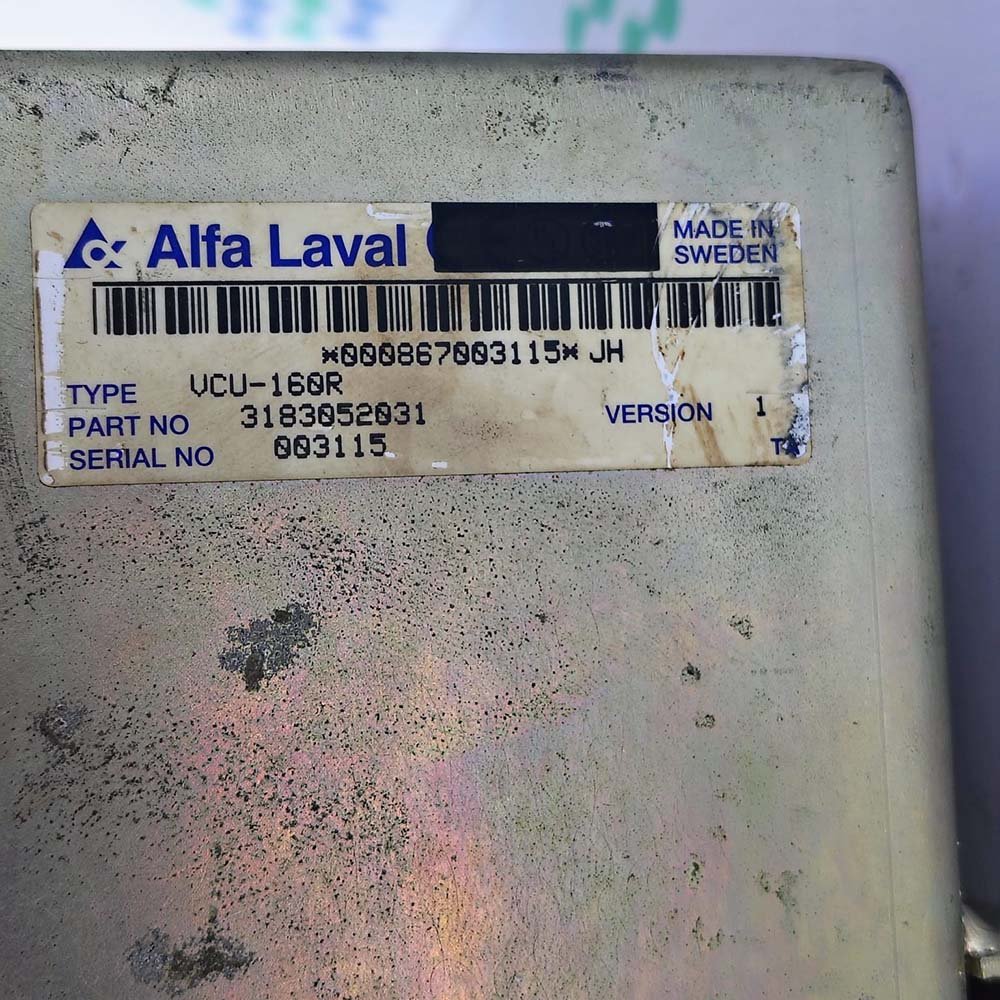 Alfa Laval
MADE IN
SWEDEN
*000867003115* JH
TYPE VCU-160R
PART NO 3183052031 VERSION 1
SERIAL NO 003115